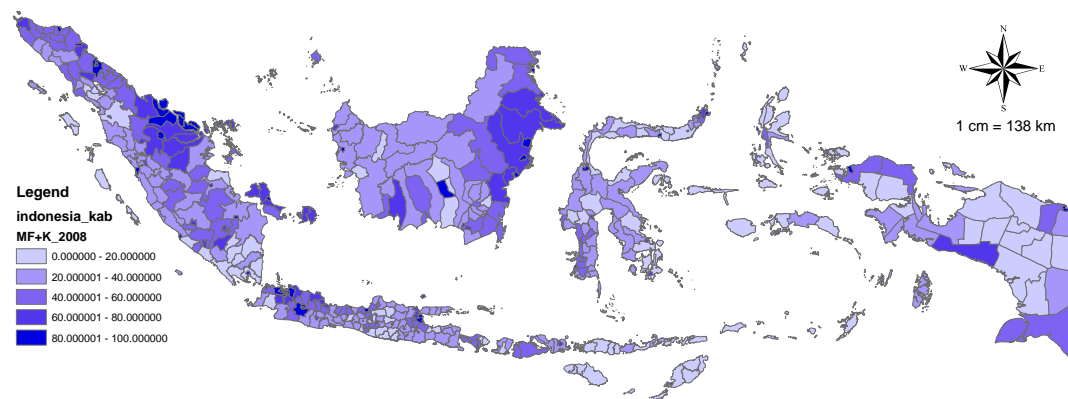 N
W E
S
1 cm = 138 km
Legend
indonesia_kab
MF+K_2008
0.000000 - 20.000000
20.000001 - 40.000000
40.000001 - 60.000000
60.000001 - 80.000000
80.000001 - 100.000000